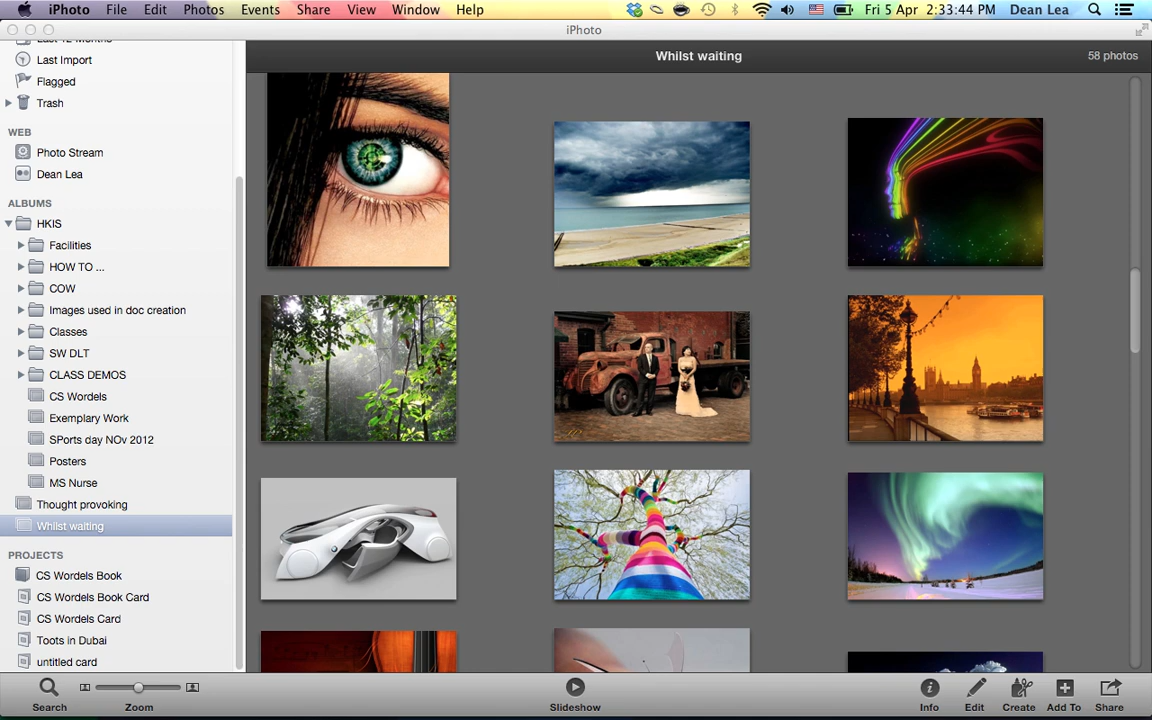 iPhoto File Edit Photos Events Share View Window Help Fri 5 Apr 2:33:44 PM Dean Lea
iPhoto
Last 12 Months
Last Import
Flagged
Trash
WEB
Photo Stream
Dean Lea
ALBUMS
HKIS
Facilities
HOW TO ...
COW
Images used in doc creation
Classes
SW DLT
CLASS DEMOS
CS Wordels
Exemplary Work
SPorts day NOv 2012
Posters
MS Nurse
Thought provoking
Whilst waiting
PROJECTS
CS Wordels Book
CS Wordels Book Card
CS Wordels Card
Toots in Dubai
untitled card
Whilst waiting
58 photos
Search
Zoom
Slideshow
Info
Edit
Create
Add To
Share